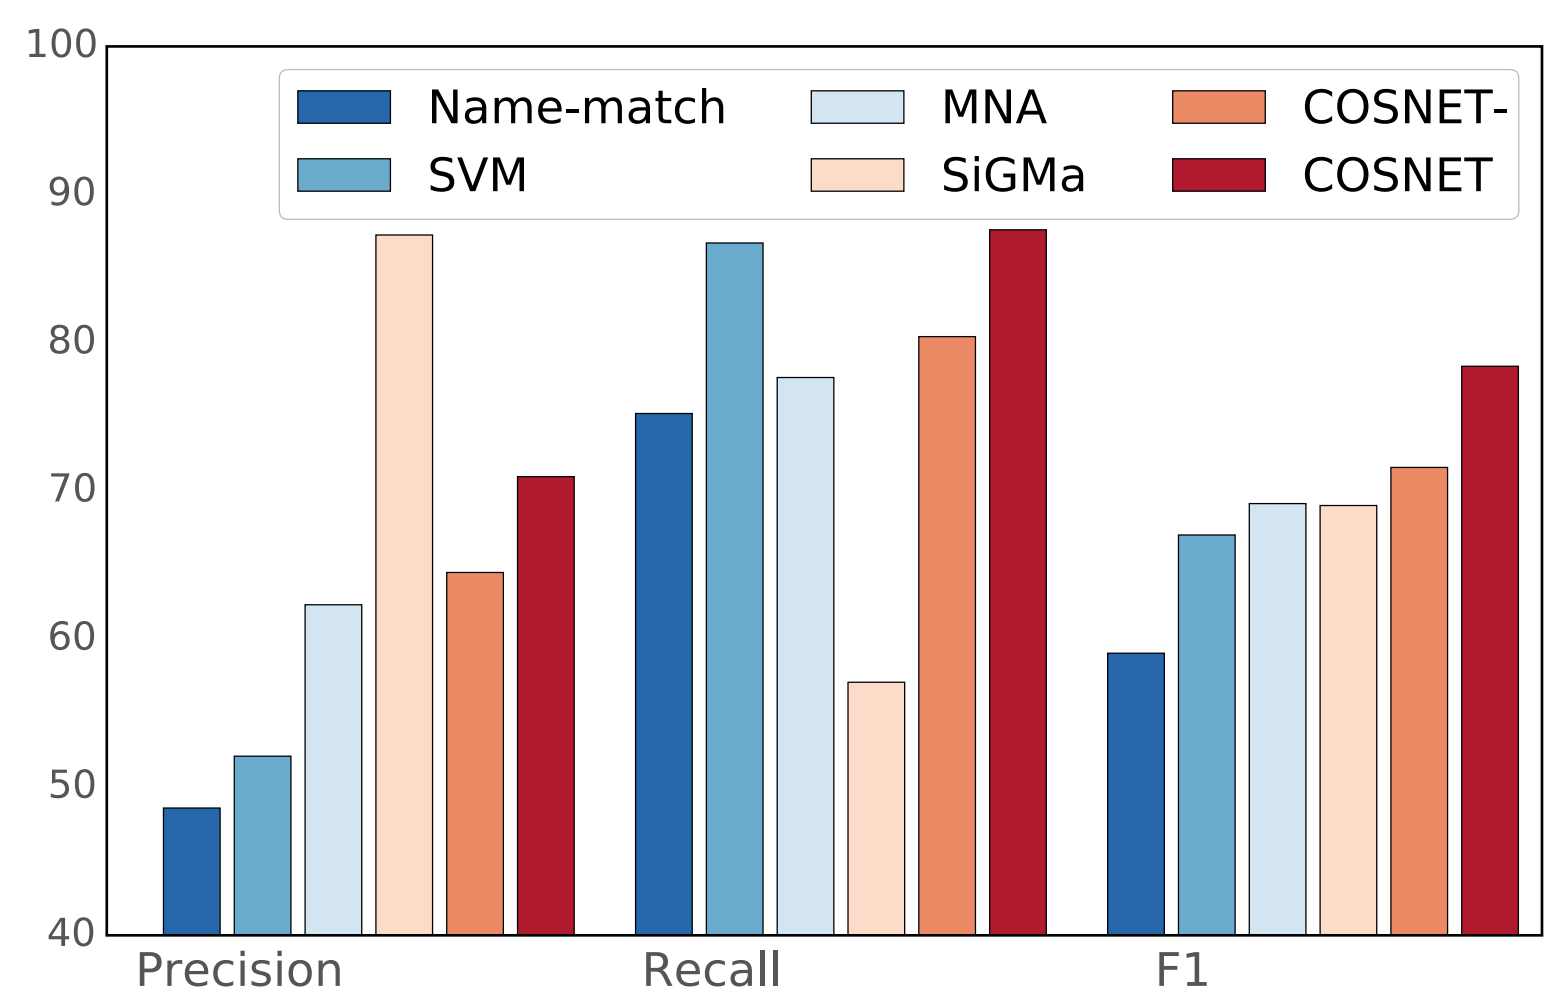 100
90
80
70
60
50
40
Name-match
MNA
COSNET-
SVM
SiGMa
COSNET
Precision
Recall
F1